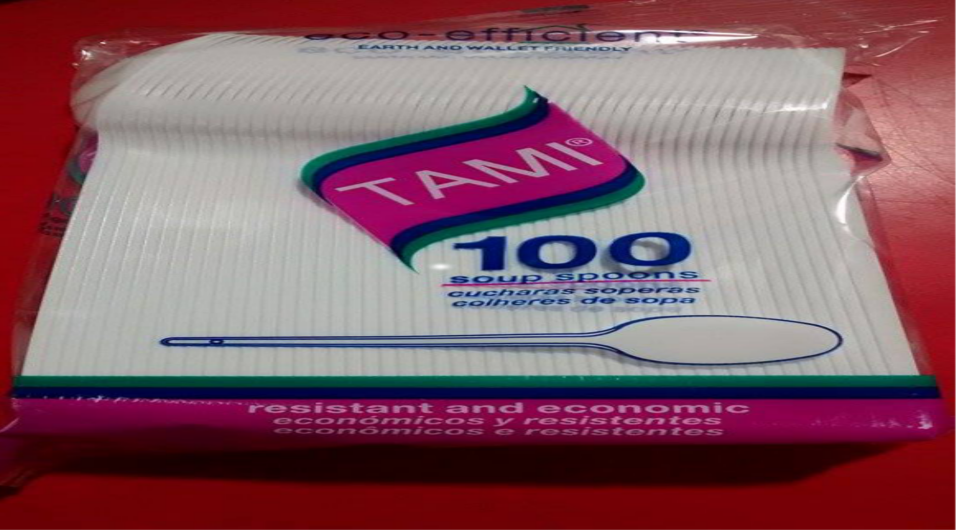 eco-efficient
EARTH AND WALLET FRIENDLY
TAMI®
100
soup spoons
cucharas soperas
colheres de sopa
resistant and economic
económicos y resistentes
económicos e resistentes